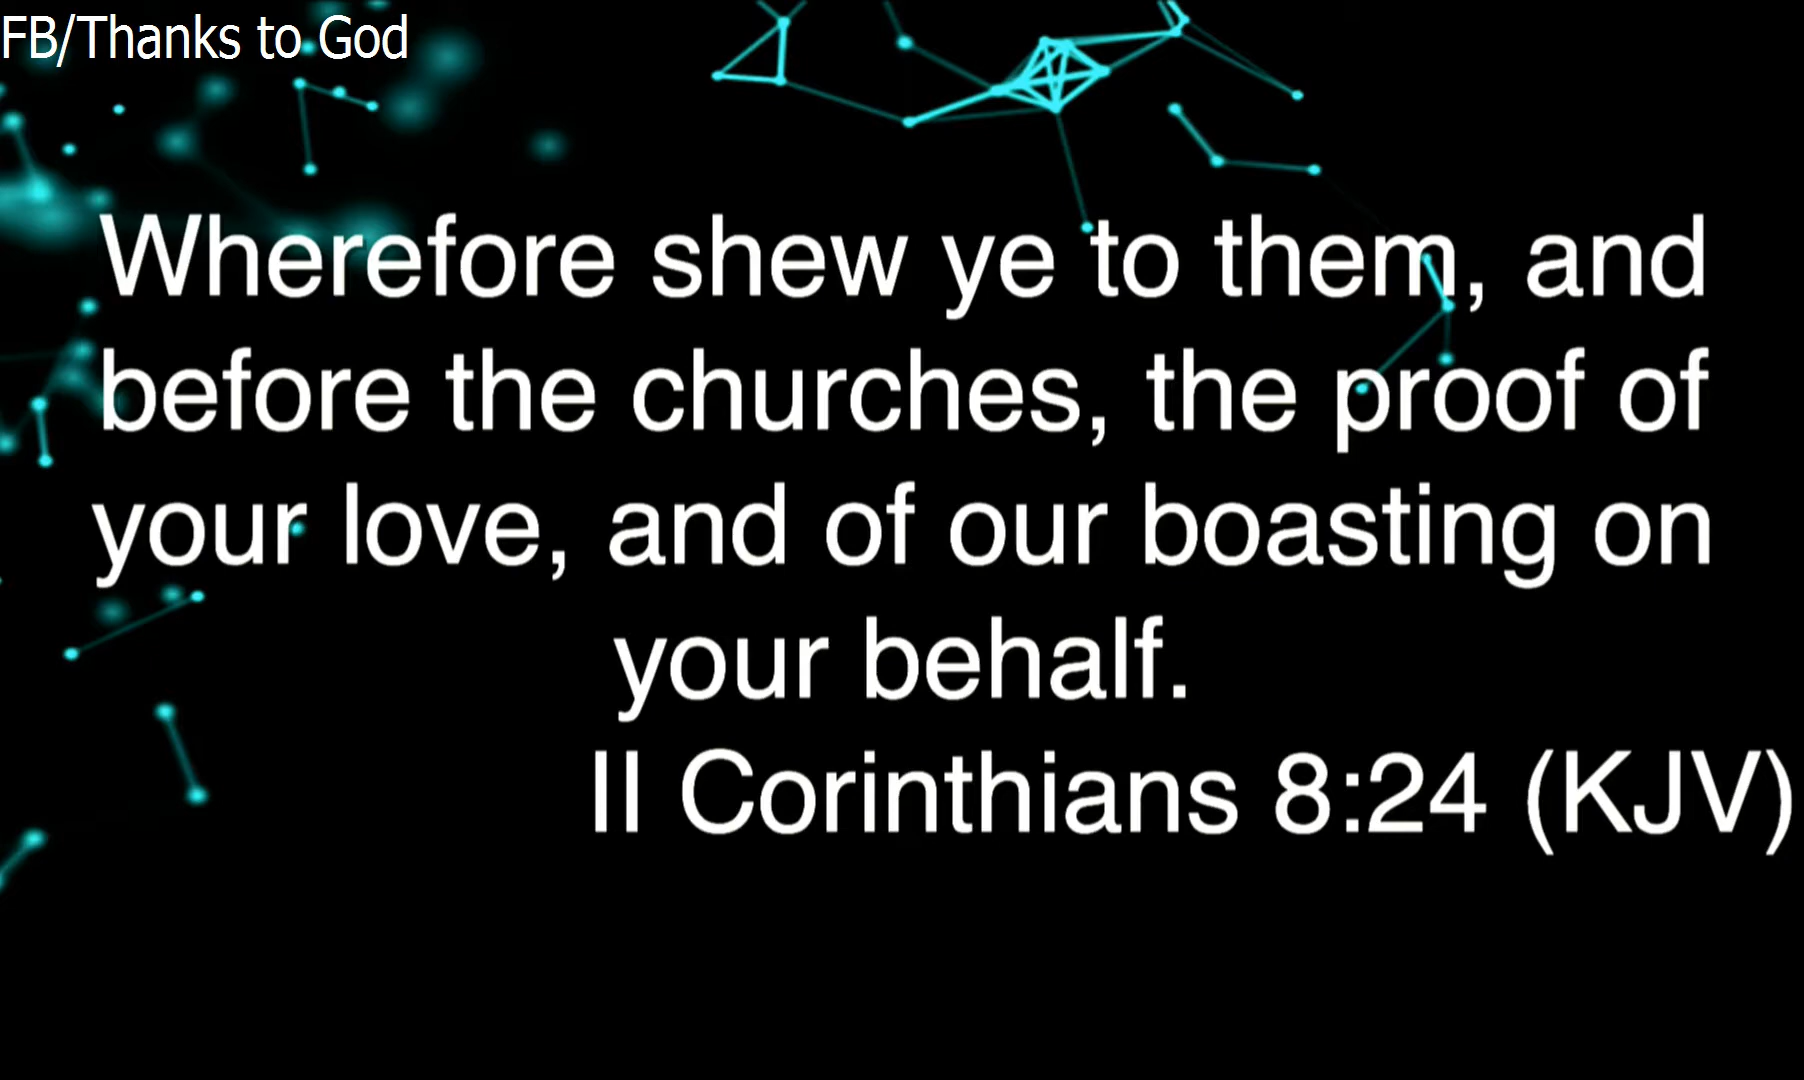 FB/Thanks to God
Wherefore shew ye to them, and
before the churches, the proof of
your love, and of our boasting on
your behalf.
II Corinthians 8:24 (KJV)